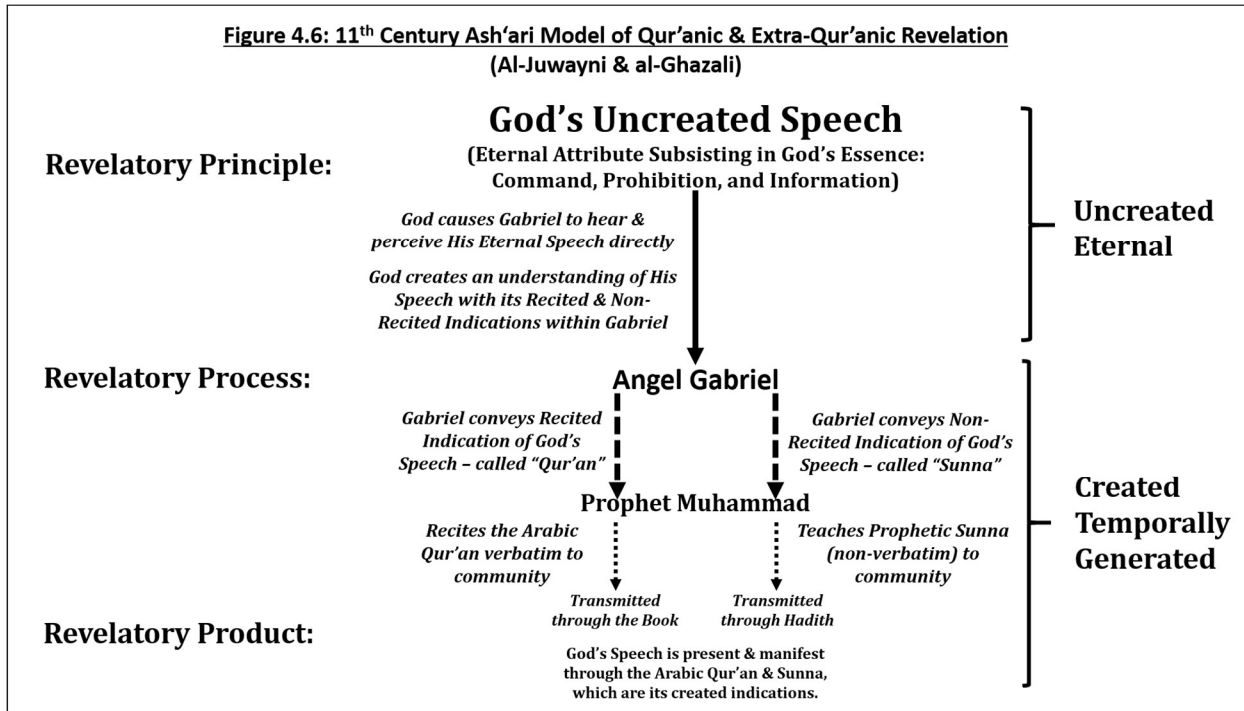 Figure 4.6: 11th Century Ash‘ari Model of Qur’anic & Extra-Qur’anic Revelation
(Al-Juwayni & al-Ghazali)
God’s Uncreated Speech
(Eternal Attribute Subsisting in God’s Essence:
Command, Prohibition, and Information)
Revelatory Principle:
God causes Gabriel to hear &
perceive His Eternal Speech directly
God creates an understanding of His
Speech with its Recited & Non-
Recited Indications within Gabriel
Uncreated
Eternal
Revelatory Process:
Angel Gabriel
Gabriel conveys Recited
Indication of God’s
Speech – called “Qur’an”
Gabriel conveys Non-
Recited Indication of God’s
Speech – called “Sunna”
Prophet Muhammad
Recites the Arabic
Qur’an verbatim to
community
Teaches Prophetic Sunna
(non-verbatim) to
community
Created
Temporally
Generated
Transmitted
through the Book
Transmitted
through Hadith
Revelatory Product:
God’s Speech is present & manifest
through the Arabic Qur’an & Sunna,
which are its created indications.